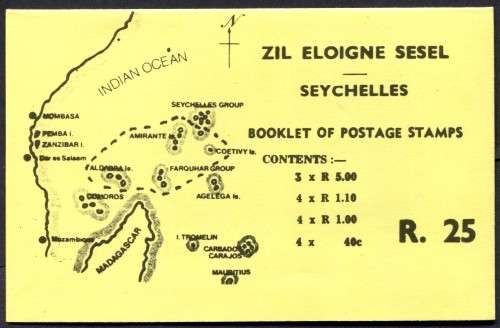 N
ZIL ELOIGNE SESEL
SEYCHELLES
BOOKLET OF POSTAGE STAMPS
CONTENTS :—
3 x R 5.00
4 x R 1.10
4 x R 1.00
4 x 40c
R. 25
INDIAN OCEAN
SEYCHELLES GROUP
MOMBASA
PEMBA I.
ZANZIBAR I.
Dar es Salaam
AMIRANTE Is.
COETIVY Is.
ALDABRA Is.
FARQUHAR GROUP
COMOROS
AGELEGA Is.
Mozambique
MADAGASCAR
I. TROMELIN
CARBADOS
CARAJOS
MAURITIUS